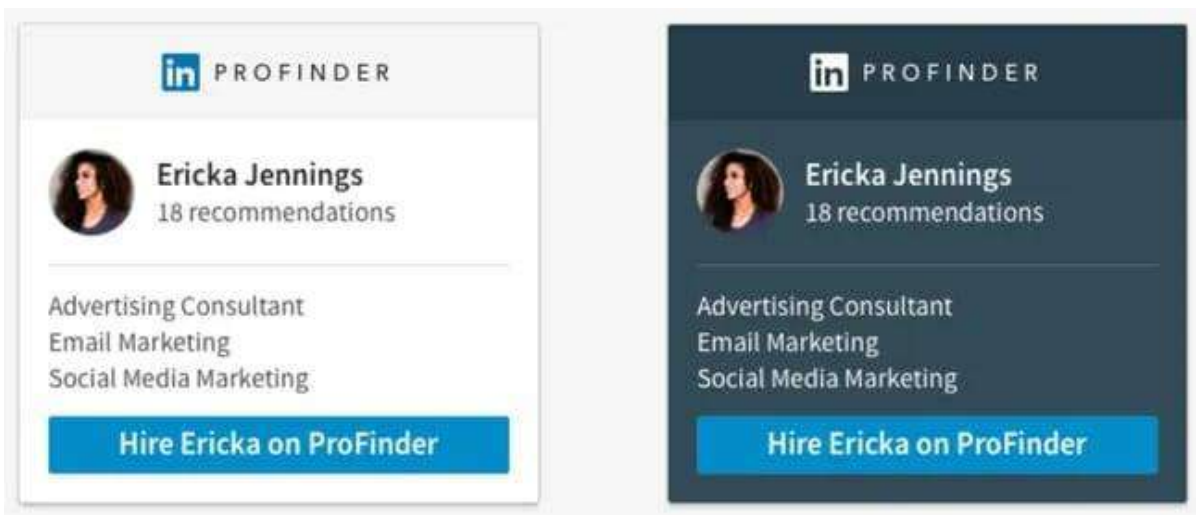 in PROFINDER
Ericka Jennings
18 recommendations
Advertising Consultant
Email Marketing
Social Media Marketing
Hire Ericka on ProFinder
in PROFINDER
Ericka Jennings
18 recommendations
Advertising Consultant
Email Marketing
Social Media Marketing
Hire Ericka on ProFinder